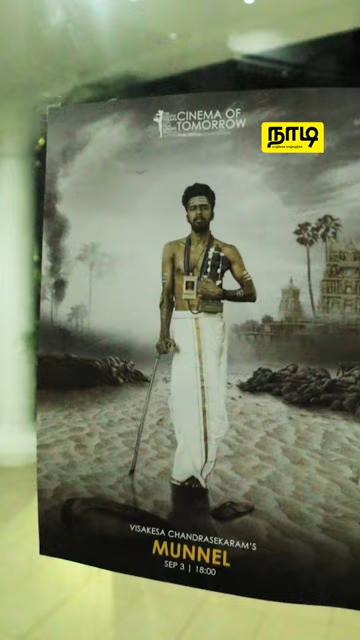 CINEMA OF
TOMORROW
நாடி
VISAKESA CHANDRASEKARAM'S
MUNNEL
SEP 3 | 18:00